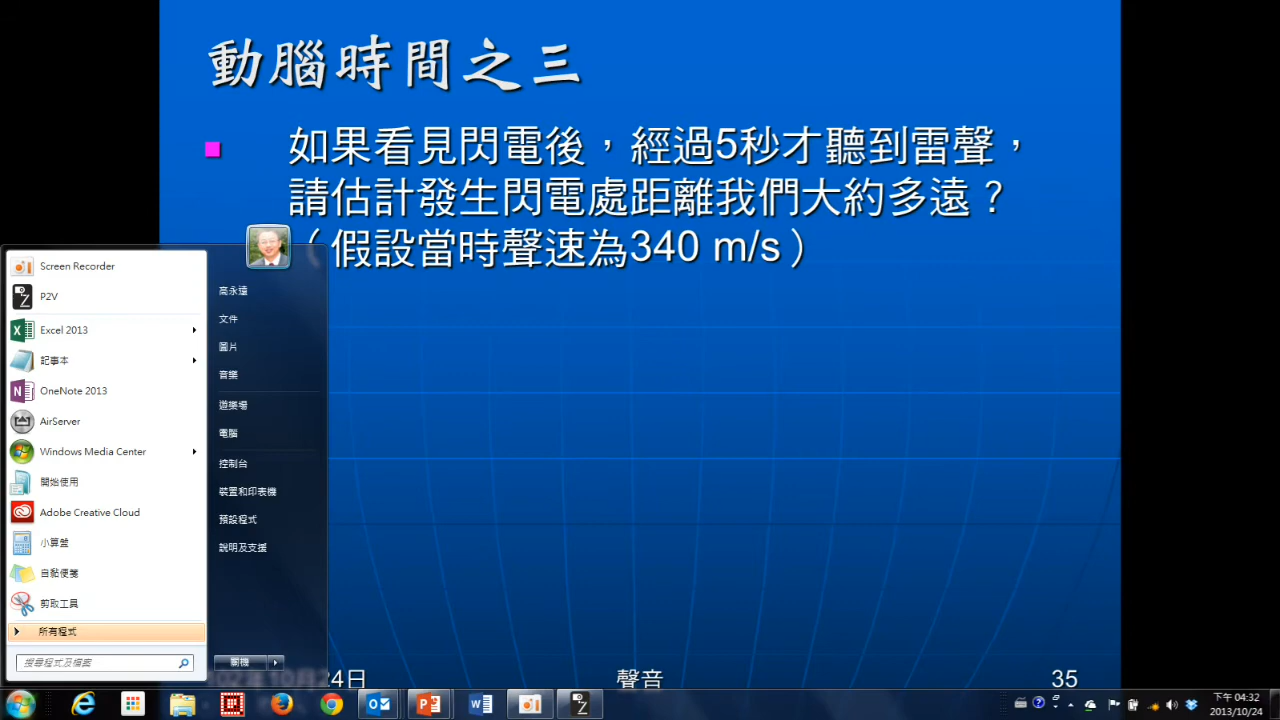 動腦時間之三
如果看見閃電後，經過5秒才聽到雷聲，
請估計發生閃電處距離我們大約多遠？
（假設當時聲速為340 m/s）
Screen Recorder
P2V
Excel 2013
記事本
OneNote 2013
AirServer
Windows Media Center
開始使用
Adobe Creative Cloud
小算盤
自黏便箋
剪取工具
所有程式
搜尋程式及檔案
高永遠
文件
圖片
音樂
遊樂場
電腦
控制台
裝置和印表機
預設程式
說明及支援
關機
10月24日
聲音
35
下午 04:32
2013/10/24